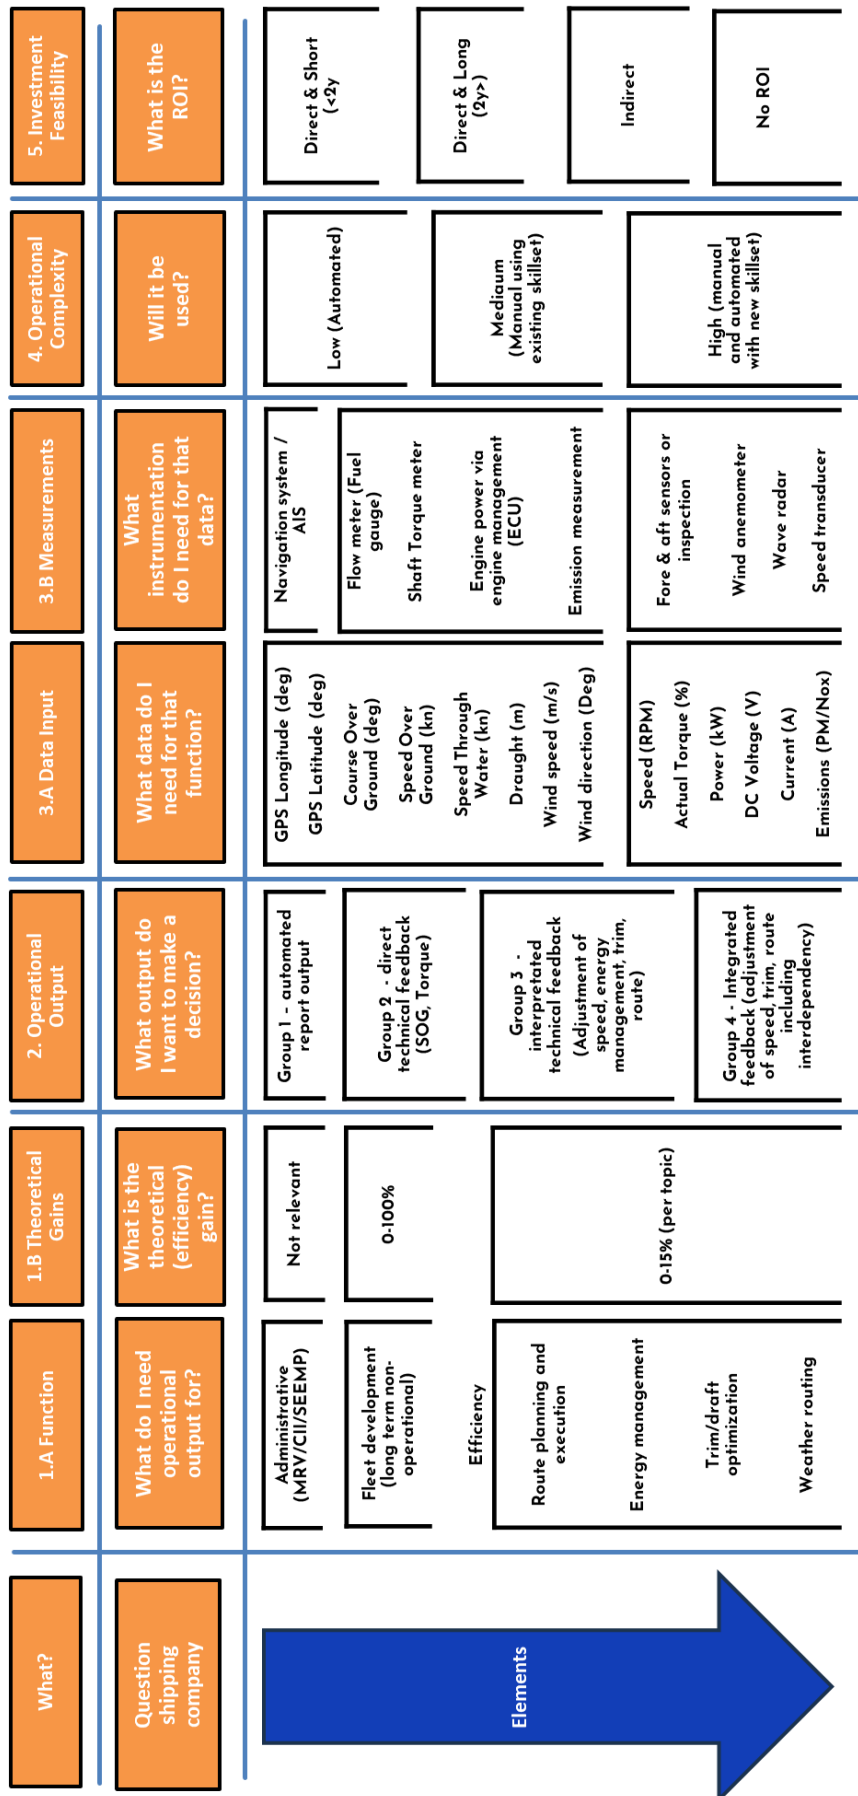 What?
1.A Function
1.B Theoretical
Gains
2. Operational
Output
3.A Data Input
3.B Measurements
4. Operational
Complexity
5. Investment
Feasibility
Question
shipping
company
What do I need
operational
output for?
What is the
theoretical
(efficiency)
gain?
What output do
I want to make a
decision?
What data do I
need for that
function?
What
instrumentation
do I need for that
data?
Will it be
used?
What is the
ROI?
Elements
Administrative
(MRV/CII/SEEMP)
Fleet development
(long term non-
operational)
Efficiency
Route planning and
execution
Energy management
Trim/draft
optimization
Weather routing
Not relevant
0-100%
0-15% (per topic)
Group 1 - automated
report output
Group 2 - direct
technical feedback
(SOG, Torque)
Group 3 -
interpretated
technical feedback
(Adjustment of
speed, energy
management, trim,
route)
Group 4 - Integrated
feedback (adjustment
of speed, trim, route
including
interdependency)
GPS Longitude (deg)
GPS Latitude (deg)
Course Over
Ground (deg)
Speed Over
Ground (kn)
Speed Through
Water (kn)
Draught (m)
Wind speed (m/s)
Wind direction (Deg)
Speed (RPM)
Actual Torque (%)
Power (kW)
DC Voltage (V)
Current (A)
Emissions (PM/Nox)
Navigation system /
AIS
Flow meter (Fuel
gauge)
Shaft Torque meter
Engine power via
engine management
(ECU)
Emission measurement
Fore & aft sensors or
inspection
Wind anemometer
Wave radar
Speed transducer
Low (Automated)
Mediaum
(Manual using
existing skillset)
High (manual
and automated
with new skillset)
Direct & Short
(<2y
Direct & Long
(2y>)
Indirect
No ROI